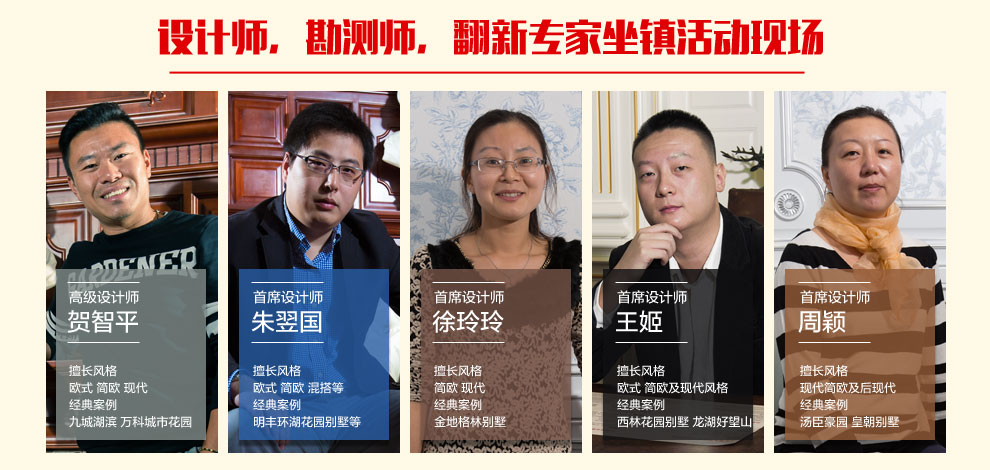 设计师，勘测师，翻新专家坐镇活动现场
GARDENER
高级设计师
贺智平
擅长风格
欧式 简欧 现代
经典案例
九城湖滨 万科城市花园
首席设计师
朱翌国
擅长风格
欧式 简欧 混搭等
经典案例
明丰环湖花园别墅等
首席设计师
徐玲玲
擅长风格
简欧 现代
经典案例
金地格林别墅
首席设计师
王姬
擅长风格
欧式 简欧及现代风格
经典案例
西林花园别墅 龙湖好望山
首席设计师
周颖
擅长风格
现代简欧及后现代
经典案例
汤臣豪园 皇朝别墅